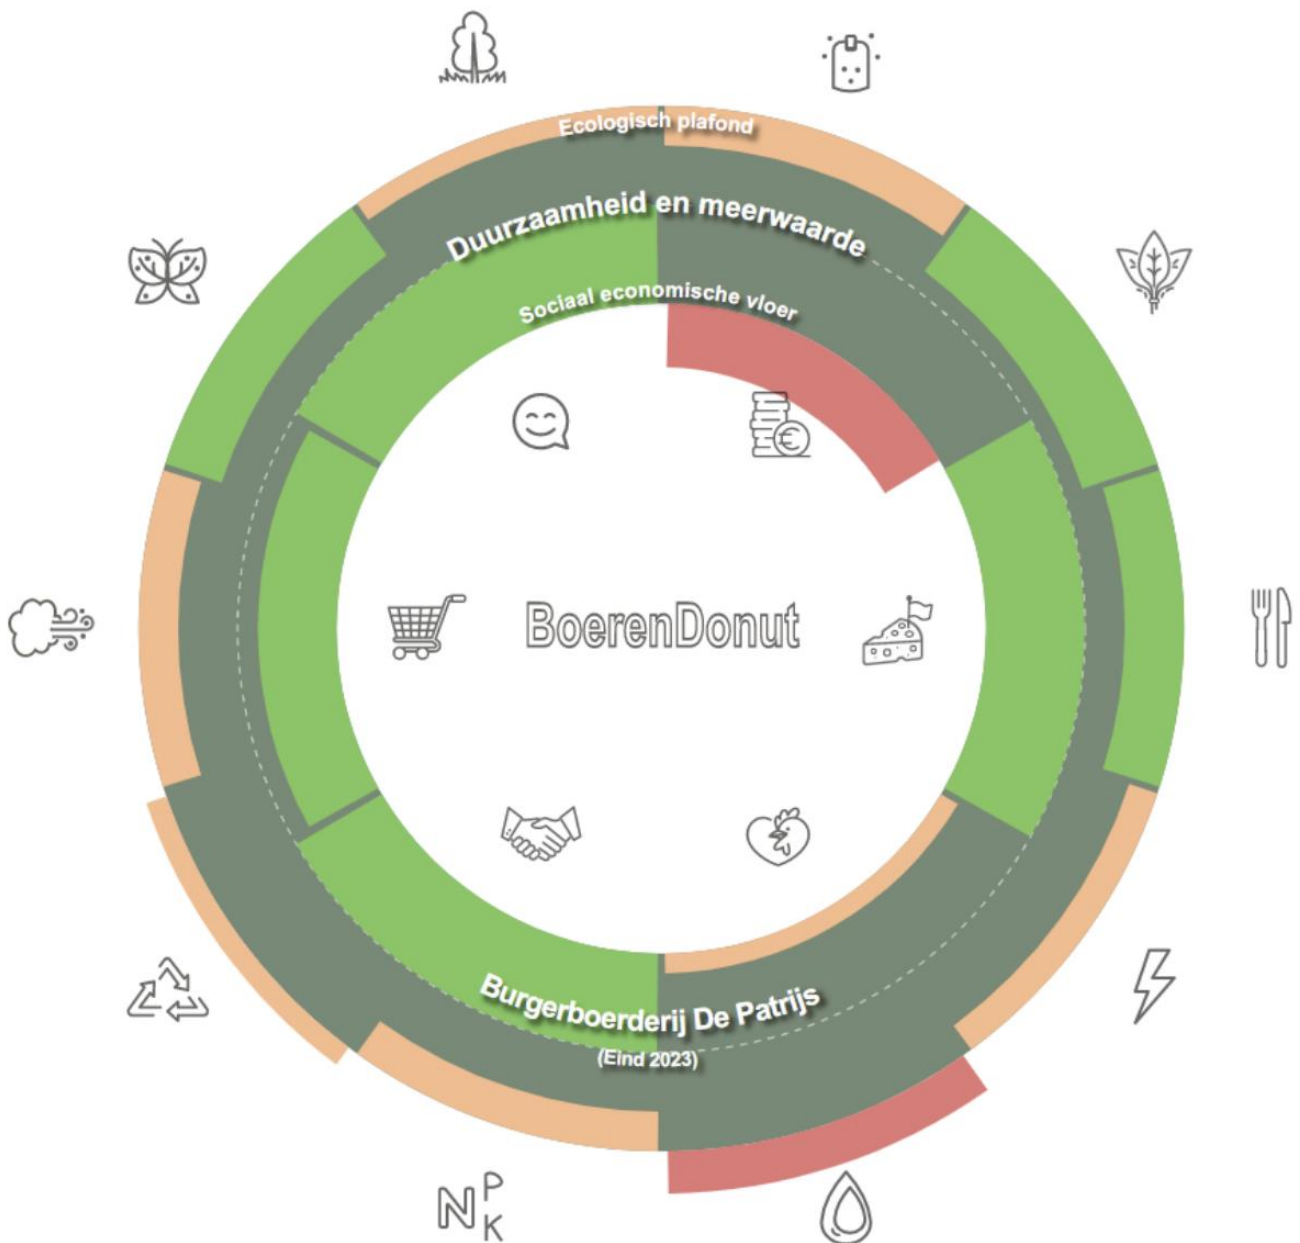 Ecologisch plafond
Duurzaamheid en meerwaarde
Sociaal economische vloer
BoerenDonut
Burgerboerderij De Patrijs
(Eind 2023)
N P
K